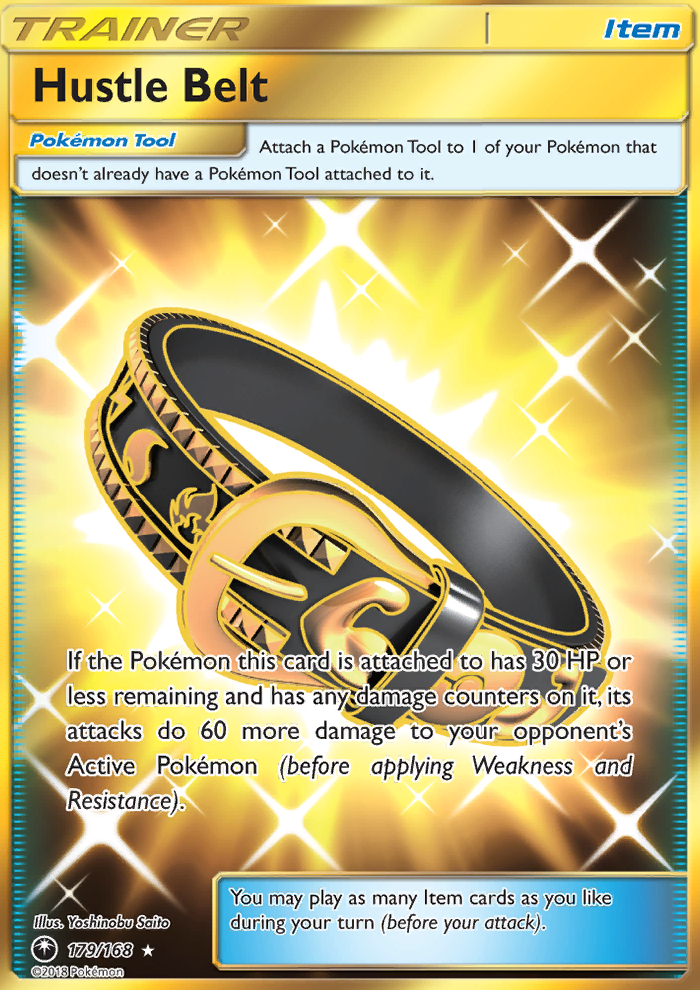 TRAINER
Item
Hustle Belt
Pokémon Tool
Attach a Pokémon Tool to 1 of your Pokémon that
doesn't already have a Pokémon Tool attached to it.
If the Pokémon this card is attached to has 30 HP or
less remaining and has any damage counters on it, its
attacks do 60 more damage to your opponent's
Active Pokémon (before applying Weakness and
Resistance).
You may play as many Item cards as you like
during your turn (before your attack).
Illus. Yoshinobu Saito
179/168 ★
©2018 Pokémon